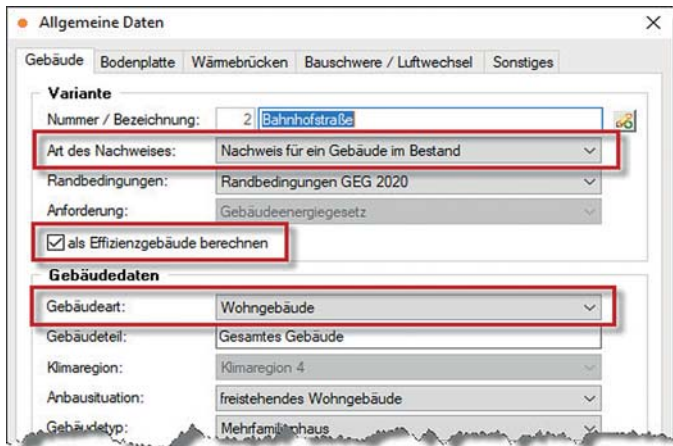 Allgemeine Daten
Gebäude Bodenplatte Wärmebrücken Bauschwere / Luftwechsel Sonstiges
Variante
Nummer / Bezeichnung: 2 Bahnhofstraße
Art des Nachweises: Nachweis für ein Gebäude im Bestand
Randbedingungen: Randbedingungen GEG 2020
Anforderung: Gebäudeenergiegesetz
als Effizienzgebäude berechnen
Gebäudedaten
Gebäudeart: Wohngebäude
Gebäudeteil: Gesamtes Gebäude
Klimaregion: Klimaregion 4
Anbausituation: freistehendes Wohngebäude
Gebäudetyp: Mehrfamilienhaus